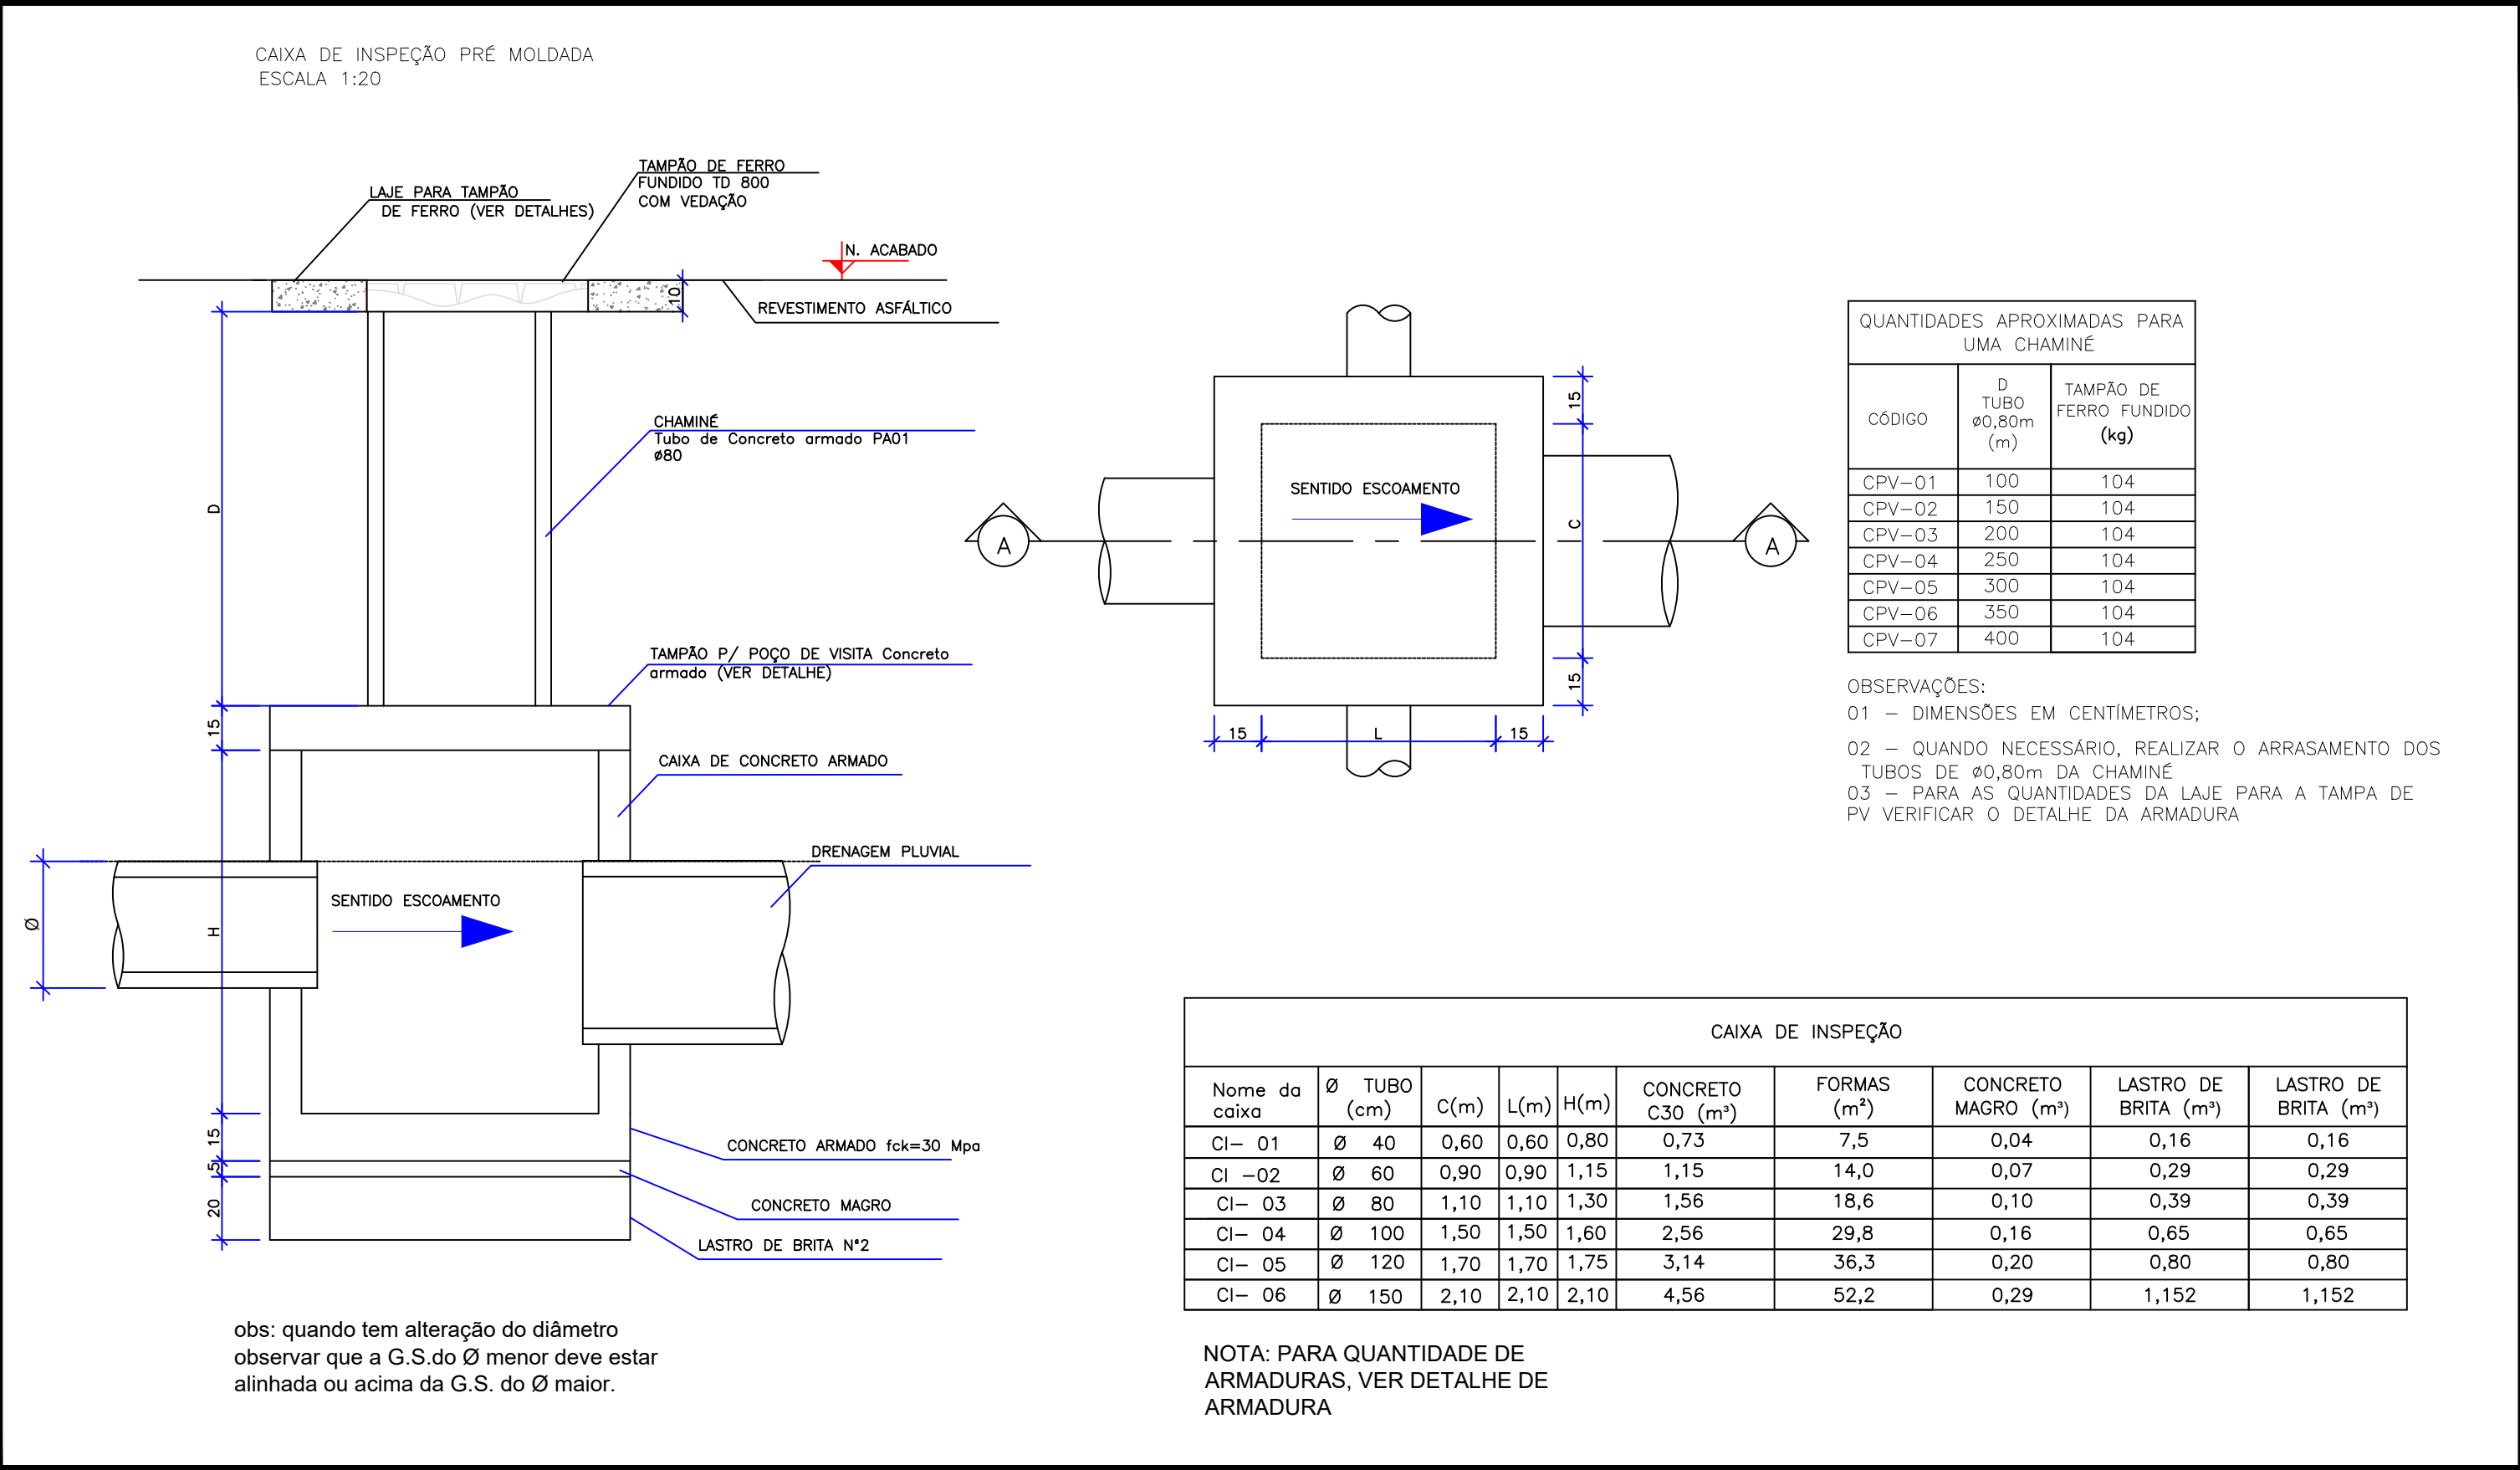 CAIXA DE INSPEÇÃO PRÉ MOLDADA
ESCALA 1:20
TAMPÃO DE FERRO
FUNDIDO TD 800
COM VEDAÇÃO
LAJE PARA TAMPÃO
DE FERRO (VER DETALHES)
N. ACABADO
10
REVESTIMENTO ASFÁLTICO
CHAMINÉ
Tubo de Concreto armado PA01
ø80
D
TAMPÃO P/ POÇO DE VISITA Concreto
armado (VER DETALHE)
15
CAIXA DE CONCRETO ARMADO
DRENAGEM PLUVIAL
SENTIDO ESCOAMENTO
Ø
H
15
CONCRETO ARMADO fck=30 Mpa
5
CONCRETO MAGRO
20
LASTRO DE BRITA N°2
obs: quando tem alteração do diâmetro
observar que a G.S.do Ø menor deve estar
alinhada ou acima da G.S. do Ø maior.
15
SENTIDO ESCOAMENTO
C
A
A
15
15
L
15
QUANTIDADES APROXIMADAS PARA
UMA CHAMINÉ
CÓDIGO
D
TUBO
ø0,80m
(m)
TAMPÃO DE
FERRO FUNDIDO
(kg)
CPV-01 100 104
CPV-02 150 104
CPV-03 200 104
CPV-04 250 104
CPV-05 300 104
CPV-06 350 104
CPV-07 400 104
OBSERVAÇÕES:
01 - DIMENSÕES EM CENTÍMETROS;
02 - QUANDO NECESSÁRIO, REALIZAR O ARRASAMENTO DOS
TUBOS DE ø0,80m DA CHAMINÉ
03 - PARA AS QUANTIDADES DA LAJE PARA A TAMPA DE
PV VERIFICAR O DETALHE DA ARMADURA
CAIXA DE INSPEÇÃO
Nome da
caixa
Ø TUBO
(cm)
C(m)
L(m)
H(m)
CONCRETO
C30 (m³)
FORMAS
(m²)
CONCRETO
MAGRO (m³)
LASTRO DE
BRITA (m³)
LASTRO DE
BRITA (m³)
CI- 01 Ø 40 0,60 0,60 0,80 0,73 7,5 0,04 0,16 0,16
CI -02 Ø 60 0,90 0,90 1,15 1,15 14,0 0,07 0,29 0,29
CI- 03 Ø 80 1,10 1,10 1,30 1,56 18,6 0,10 0,39 0,39
CI- 04 Ø 100 1,50 1,50 1,60 2,56 29,8 0,16 0,65 0,65
CI- 05 Ø 120 1,70 1,70 1,75 3,14 36,3 0,20 0,80 0,80
CI- 06 Ø 150 2,10 2,10 2,10 4,56 52,2 0,29 1,152 1,152
NOTA: PARA QUANTIDADE DE
ARMADURAS, VER DETALHE DE
ARMADURA